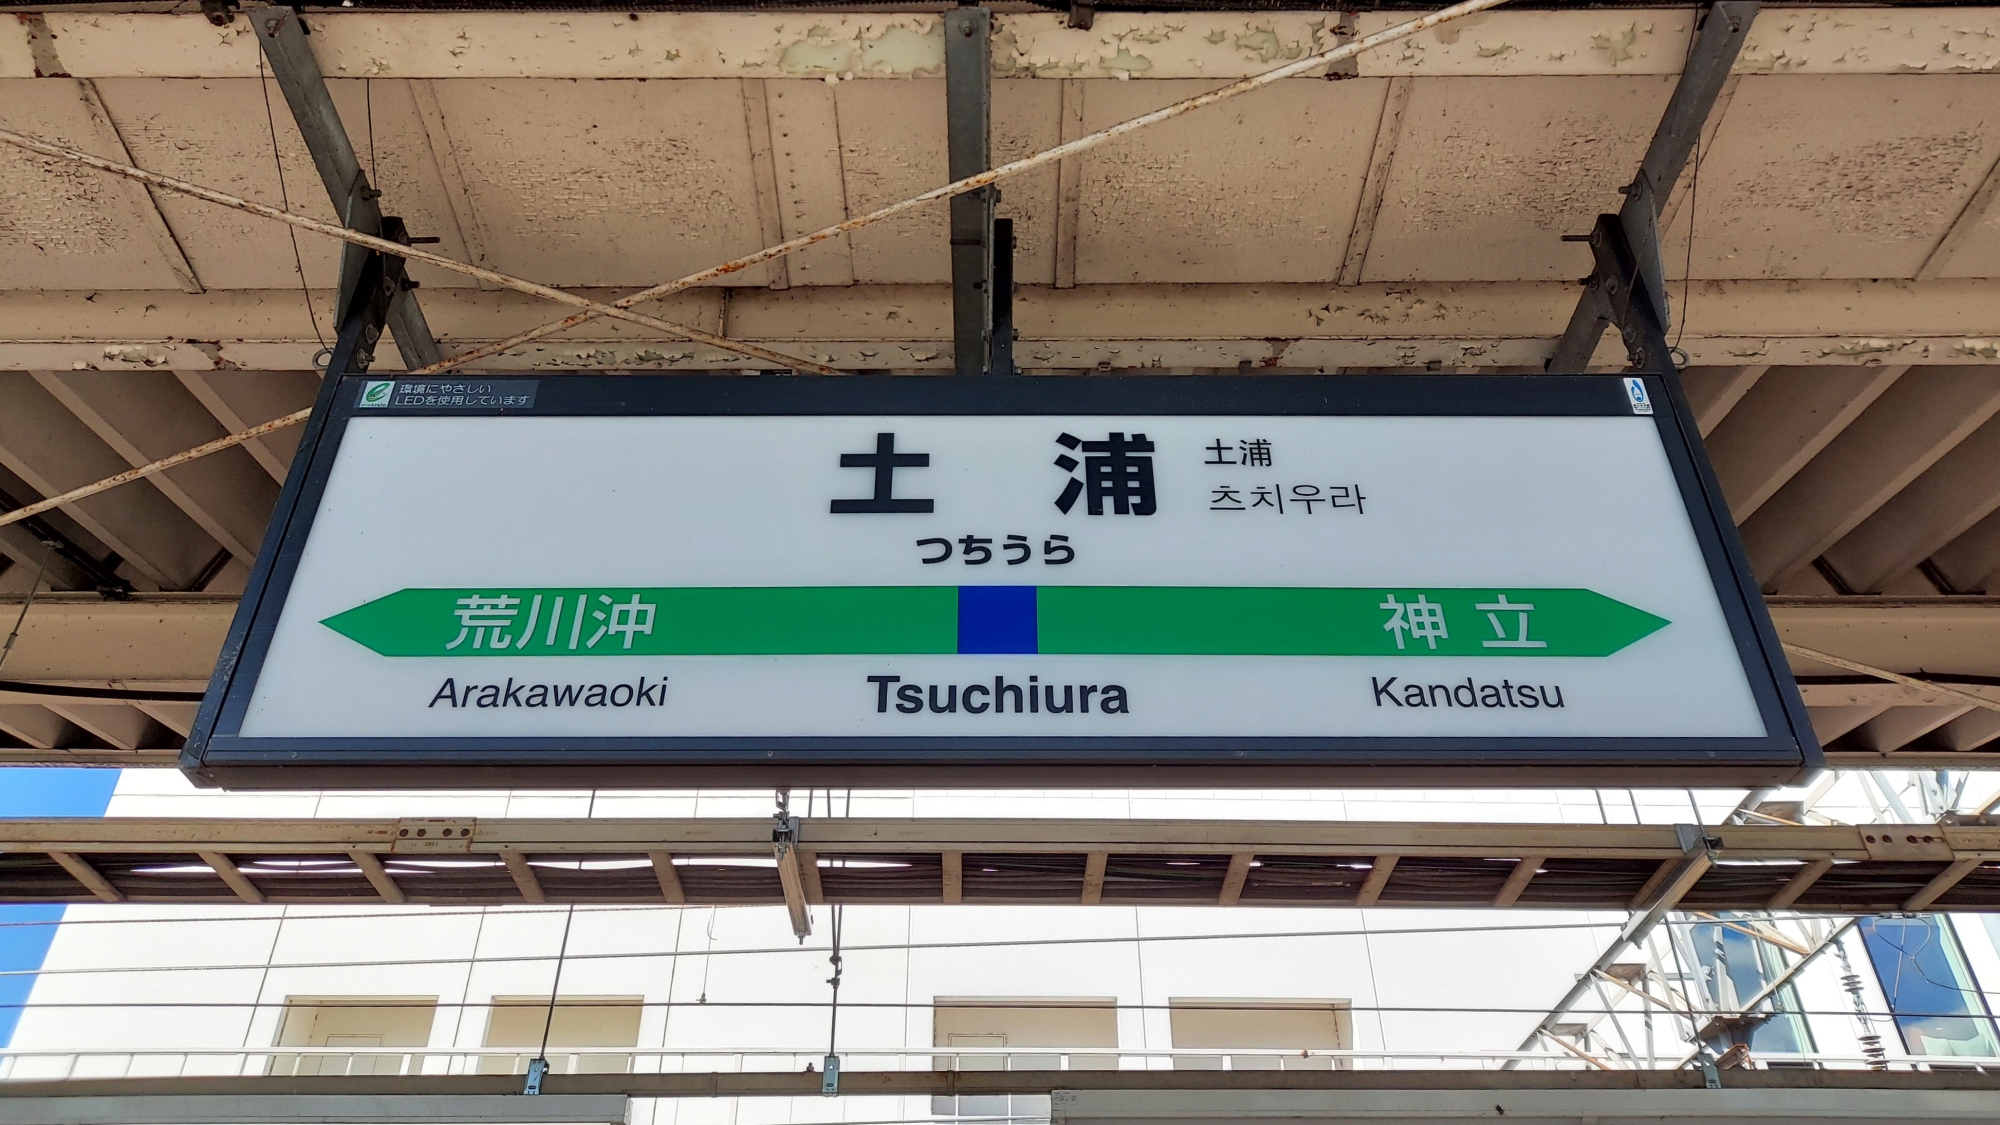 環境にやさしい
LEDを使用しています
土浦
土浦
츠치우라
つちうら
荒川沖
神立
Arakawaoki
Tsuchiura
Kandatsu